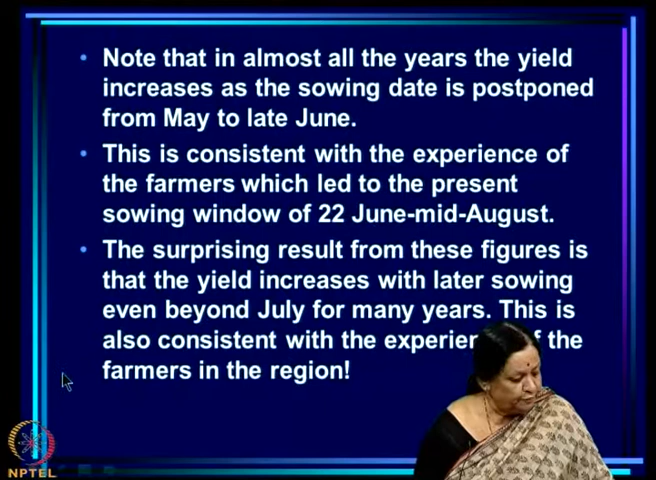 Note that in almost all the years the yield
increases as the sowing date is postponed
from May to late June.
This is consistent with the experience of
the farmers which led to the present
sowing window of 22 June-mid-August.
The surprising result from these figures is
that the yield increases with later sowing
even beyond July for many years. This is
also consistent with the the
farmers in the region!
NPTEL